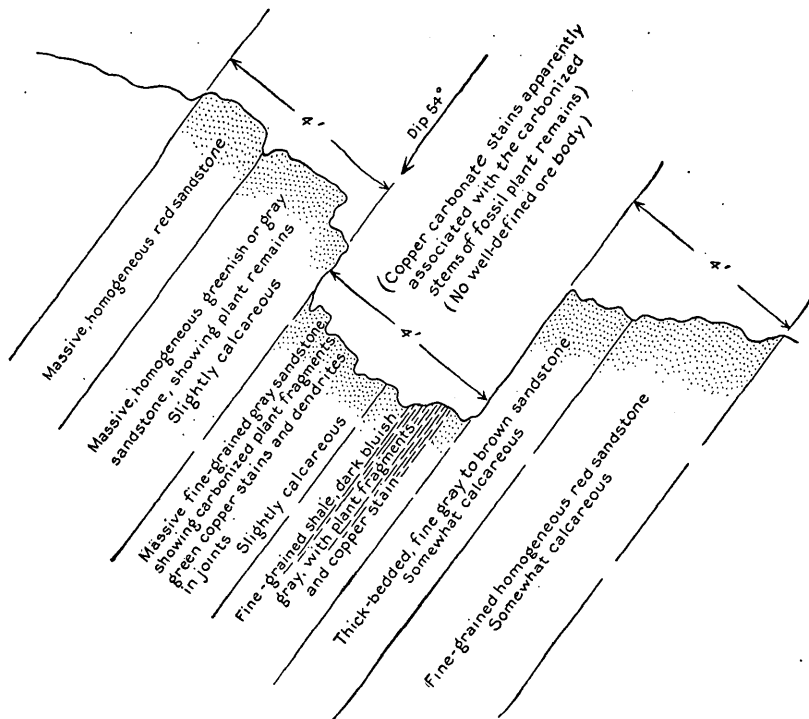 4'
Dip 54°
(Copper carbonate stains apparently
associated with the carbonized
stems of fossil plant remains)
(No well-defined ore body)
4'
4'
Massive, homogeneous red sandstone
Massive, homogeneous greenish or gray
sandstone, showing plant remains
Slightly calcareous
Massive fine-grained gray sandstone
showing carbonized plant fragments,
green copper stains and dendrites
in joints
Slightly calcareous
Fine-grained shale, dark bluish
gray, with plant fragments
and copper stain
Thick-bedded, fine gray to brown sandstone
Somewhat calcareous
Fine-grained homogeneous red sandstone
Somewhat calcareous